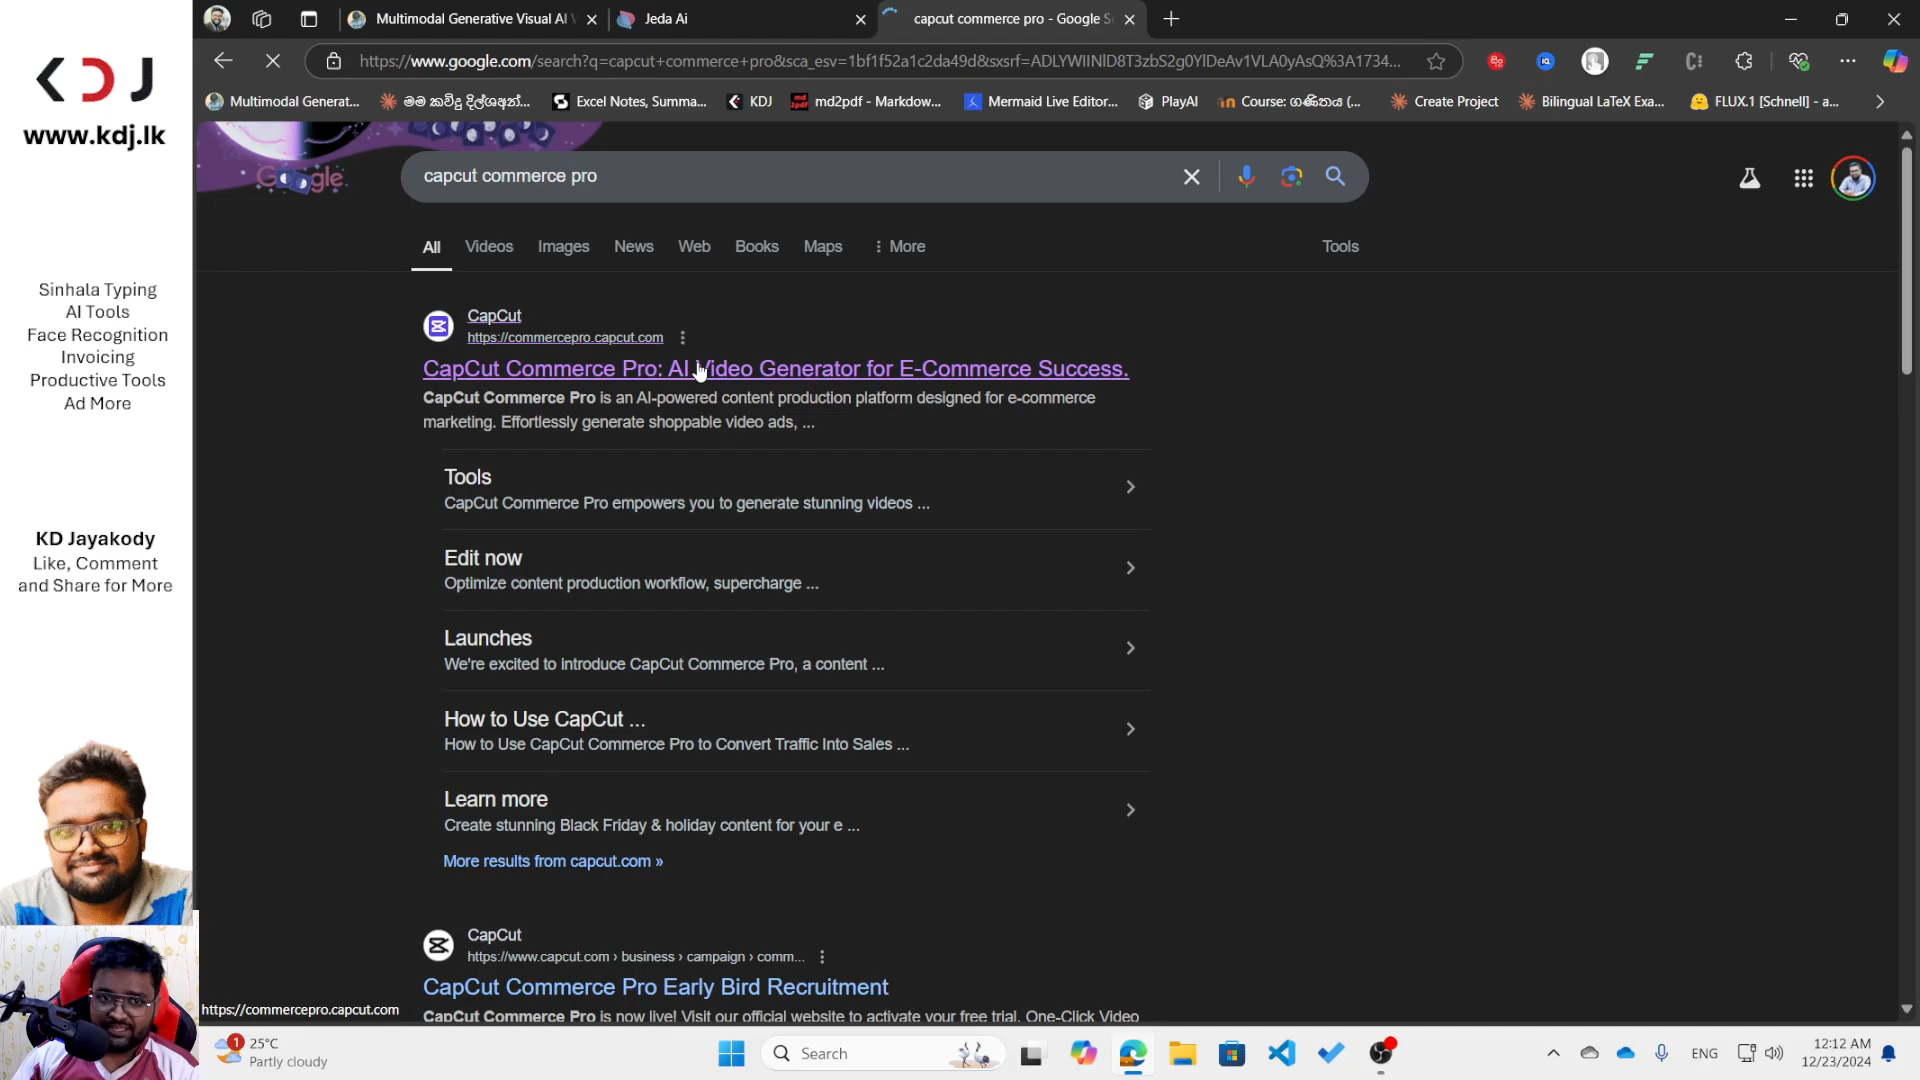 KDJ
www.kdj.lk
Sinhala Typing
AI Tools
Face Recognition
Invoicing
Productive Tools
Ad More
KD Jayakody
Like, Comment
and Share for More
Multimodal Generative Visual AI
Jeda Ai
capcut commerce pro - Google S
https://www.google.com/search?q=capcut+commerce+pro&sca_esv=1bf1f52a1c2da49d&sxsrf=ADLYWIINlD8T3zbS2g0YlDeAv1VLA0yAsQ%3A1734...
Multimodal Generat...
මම කවිදු දිල්ශාන්...
Excel Notes, Summa...
KDJ
md2pdf - Markdow...
Mermaid Live Editor...
PlayAI
Course: ගණිතය (...
Create Project
Bilingual LaTeX Exa...
FLUX.1 [Schnell] - a...
Google
capcut commerce pro
All
Videos
Images
News
Web
Books
Maps
More
Tools
CapCut
https://commercepro.capcut.com
CapCut Commerce Pro: AI Video Generator for E-Commerce Success.
CapCut Commerce Pro is an AI-powered content production platform designed for e-commerce
marketing. Effortlessly generate shoppable video ads, ...
Tools
CapCut Commerce Pro empowers you to generate stunning videos ...
Edit now
Optimize content production workflow, supercharge ...
Launches
We're excited to introduce CapCut Commerce Pro, a content ...
How to Use CapCut ...
How to Use CapCut Commerce Pro to Convert Traffic Into Sales ...
Learn more
Create stunning Black Friday & holiday content for your e ...
More results from capcut.com »
CapCut
https://www.capcut.com › business › campaign › comm...
CapCut Commerce Pro Early Bird Recruitment
CapCut Commerce Pro is now live! Visit our official website to activate your free trial. One-Click Video
https://commercepro.capcut.com
1
25°C
Partly cloudy
Search
ENG
12:12 AM
12/23/2024